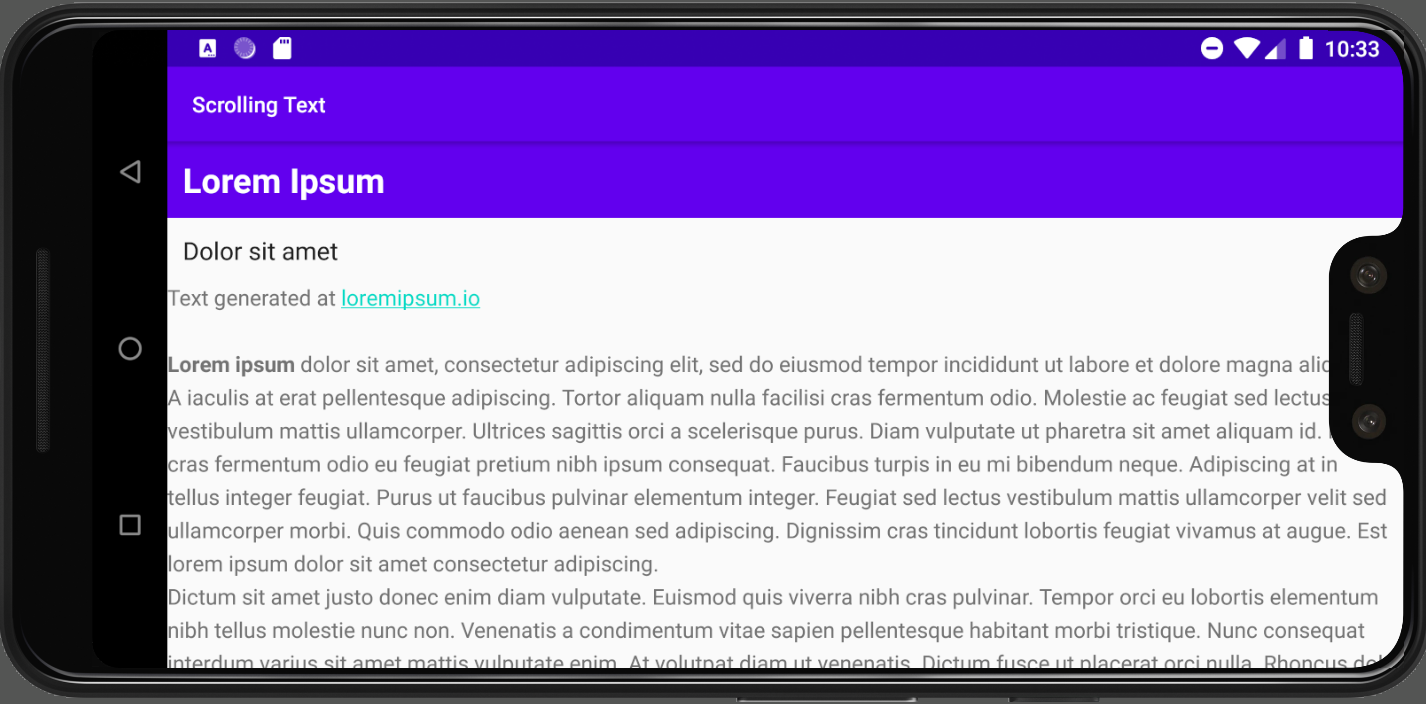 10:33
Scrolling Text
Lorem Ipsum
Dolor sit amet
Text generated at loremipsum.io
Lorem ipsum dolor sit amet, consectetur adipiscing elit, sed do eiusmod tempor incididunt ut labore et dolore magna
A iaculis at erat pellentesque adipiscing. Tortor aliquam nulla facilisi cras fermentum odio. Molestie ac feugiat sed lectus
vestibulum mattis ullamcorper. Ultrices sagittis orci a scelerisque purus. Diam vulputate ut pharetra sit amet aliquam id.
cras fermentum odio eu feugiat pretium nibh ipsum consequat. Faucibus turpis in eu mi bibendum neque. Adipiscing at in
tellus integer feugiat. Purus ut faucibus pulvinar elementum integer. Feugiat sed lectus vestibulum mattis ullamcorper velit sed
ullamcorper morbi. Quis commodo odio aenean sed adipiscing. Dignissim cras tincidunt lobortis feugiat vivamus at augue. Est
lorem ipsum dolor sit amet consectetur adipiscing.
Dictum sit amet justo donec enim diam vulputate. Euismod quis viverra nibh cras pulvinar. Tempor orci eu lobortis elementum
nibh tellus molestie nunc non. Venenatis a condimentum vitae sapien pellentesque habitant morbi tristique. Nunc consequat
interdum varius sit amet mattis vulputate enim. At volutpat diam ut venenatis. Dictum fusce ut placerat orci nulla. Rhoncus